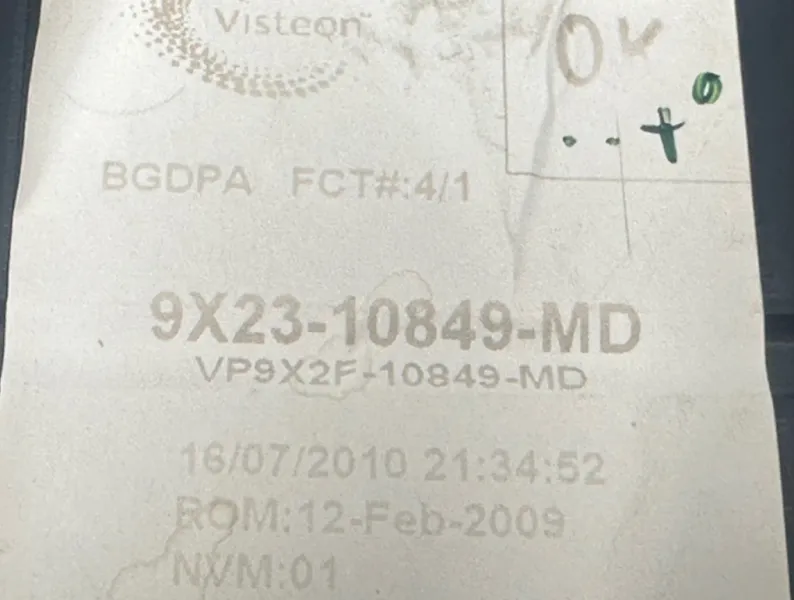 Visteon™
OK
BGDPA FCT#:4/1
9X23-10849-MD
VP9X2F-10849-MD
16/07/2010 21:34:52
ROM:12-Feb-2009
NVM:01